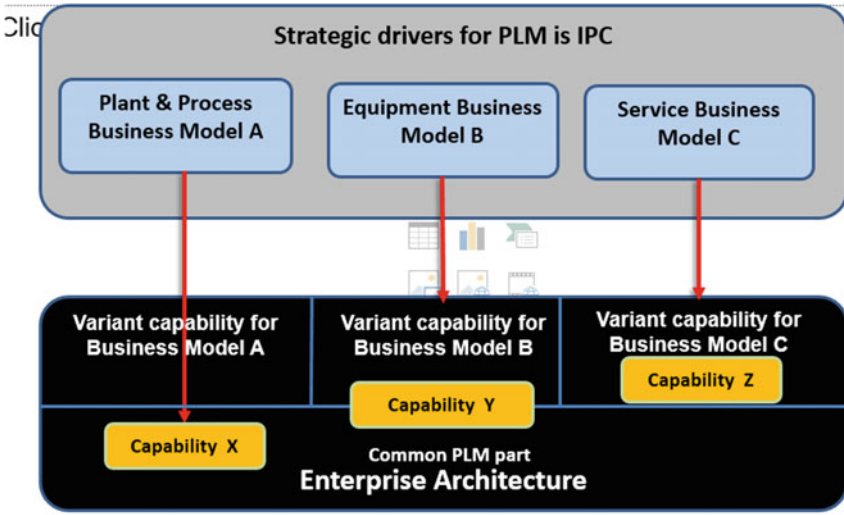 Clic
Strategic drivers for PLM is IPC
Plant & Process
Business Model A
Equipment Business
Model B
Service Business
Model C
Variant capability for
Business Model A
Variant capability for
Business Model B
Variant capability for
Business Model C
Capability X
Capability Y
Capability Z
Common PLM part
Enterprise Architecture